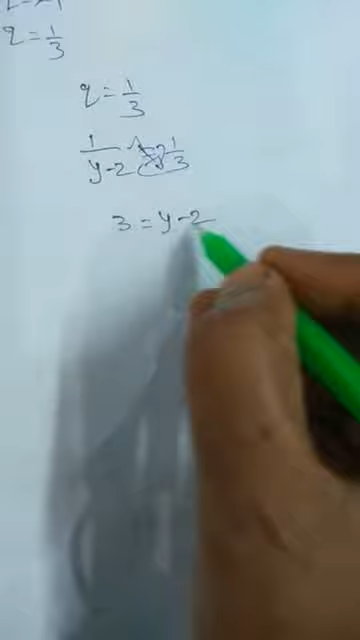 q = 1/3
q = 1/3
1/y-2 1/3
3 = y-2